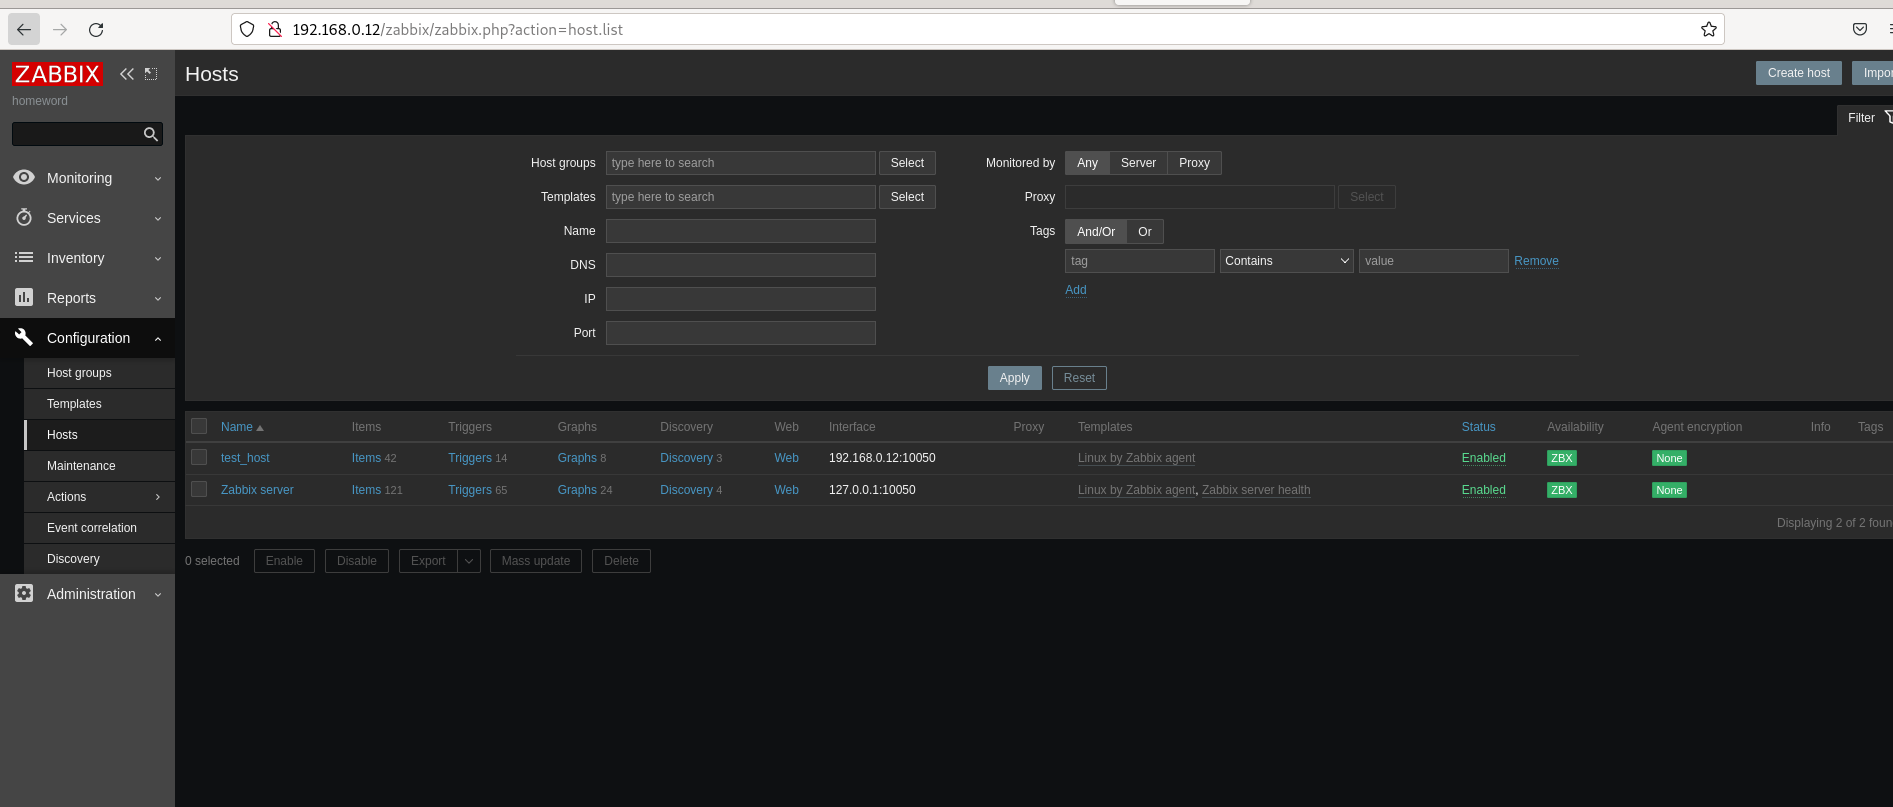 192.168.0.12/zabbix/zabbix.php?action=host.list
ZABBIX
homeword
Monitoring
Services
Inventory
Reports
Configuration
Host groups
Templates
Hosts
Maintenance
Actions
Event correlation
Discovery
Administration
Hosts
Create host
Impor
Filter
Host groups type here to search Select
Templates type here to search Select
Name
DNS
IP
Port
Monitored by Any Server Proxy
Proxy Select
Tags And/Or Or
tag Contains value Remove
Add
Apply Reset
Name Items Triggers Graphs Discovery Web Interface Proxy Templates Status Availability Agent encryption Info Tags
test_host Items 42 Triggers 14 Graphs 8 Discovery 3 Web 192.168.0.12:10050 Linux by Zabbix agent Enabled ZBX None
Zabbix server Items 121 Triggers 65 Graphs 24 Discovery 4 Web 127.0.0.1:10050 Linux by Zabbix agent, Zabbix server health Enabled ZBX None
Displaying 2 of 2 foun
0 selected Enable Disable Export Mass update Delete